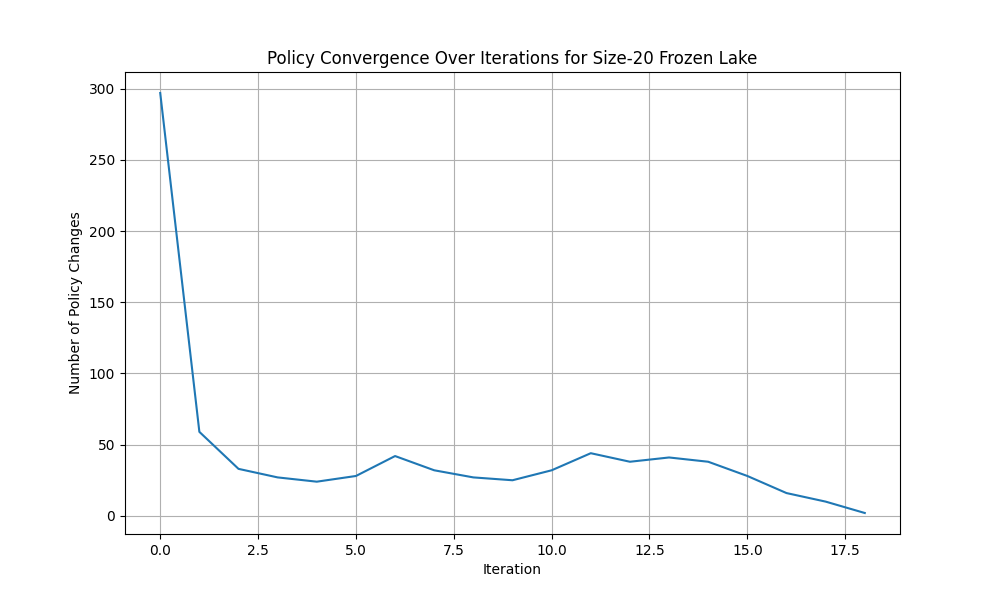 Policy Convergence Over Iterations for Size-20 Frozen Lake
300
250
200
150
100
50
0
Number of Policy Changes
0.0 2.5 5.0 7.5 10.0 12.5 15.0 17.5
Iteration